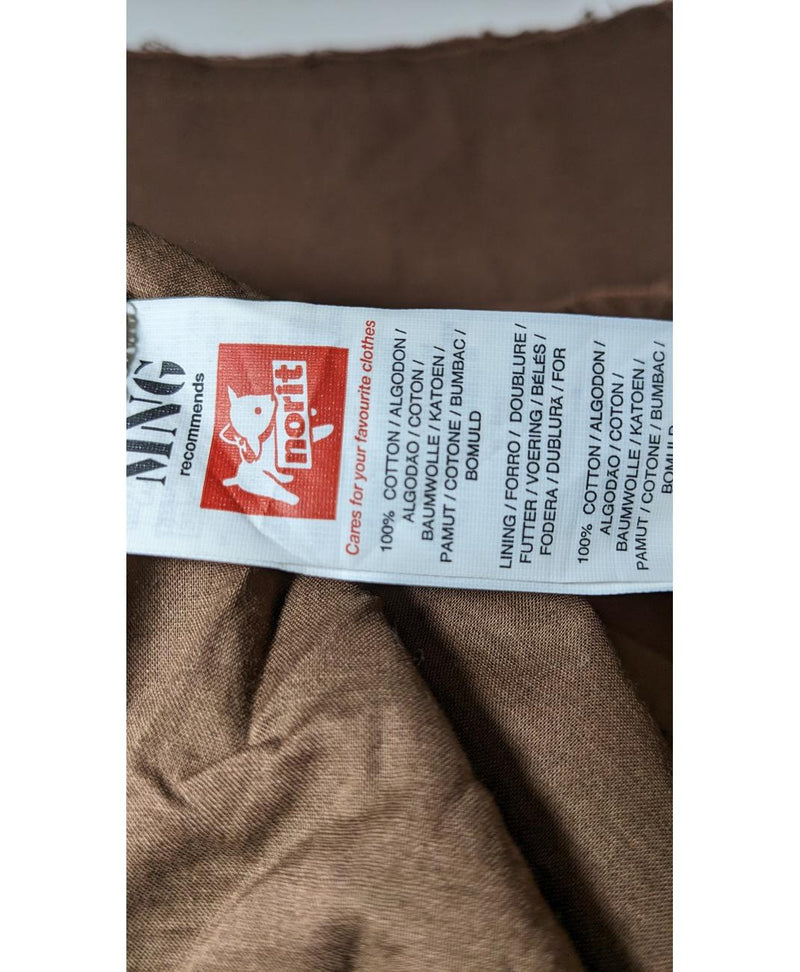 MNG
recommends
norit
Cares for your favourite clothes
100% COTTON / ALGODON /
ALGODÃO / COTON /
BAUMWOLLE / KATOEN /
PAMUT / COTONE / BUMBAC /
BOMULD
LINING / FORRO / DOUBLURE /
FUTTER / VOERING / BÉLÉS /
FODERA / DUBLURĂ / FOR
100% COTTON / ALGODON /
ALGODÃO / COTON /
BAUMWOLLE / KATOEN /
PAMUT / COTONE / BUMBAC /
BOMULD